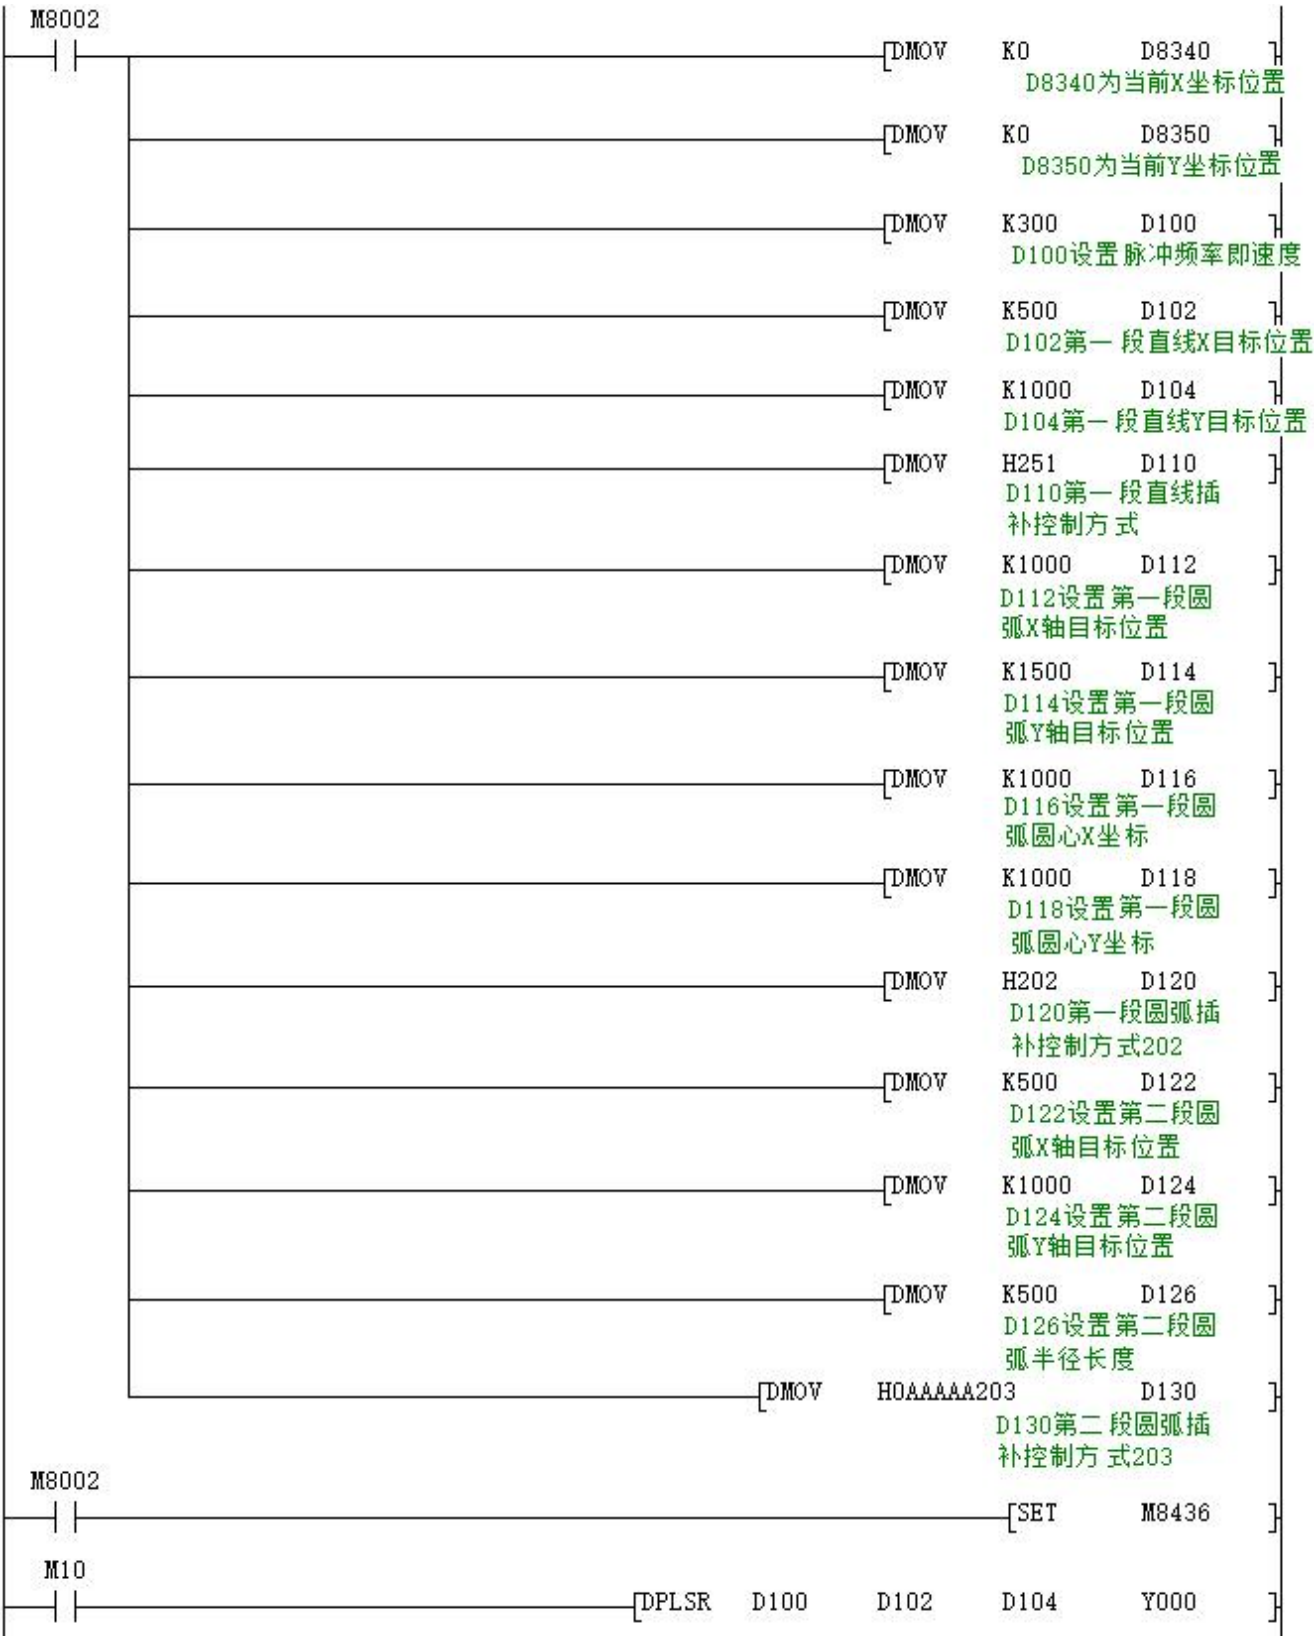 M8002
DMOV K0 D8340
D8340为当前X坐标位置
DMOV K0 D8350
D8350为当前Y坐标位置
DMOV K300 D100
D100设置脉冲频率即速度
DMOV K500 D102
D102第一段直线X目标位置
DMOV K1000 D104
D104第一段直线Y目标位置
DMOV H251 D110
D110第一段直线插
补控制方式
DMOV K1000 D112
D112设置第一段圆
弧X轴目标位置
DMOV K1500 D114
D114设置第一段圆
弧Y轴目标位置
DMOV K1000 D116
D116设置第一段圆
弧圆心X坐标
DMOV K1000 D118
D118设置第一段圆
弧圆心Y坐标
DMOV H202 D120
D120第一段圆弧插
补控制方式202
DMOV K500 D122
D122设置第二段圆
弧X轴目标位置
DMOV K1000 D124
D124设置第二段圆
弧Y轴目标位置
DMOV K500 D126
D126设置第二段圆
弧半径长度
DMOV H0AAAAA203 D130
D130第二段圆弧插
补控制方式203
M8002
SET M8436
M10
DPLSR D100 D102 D104 Y000